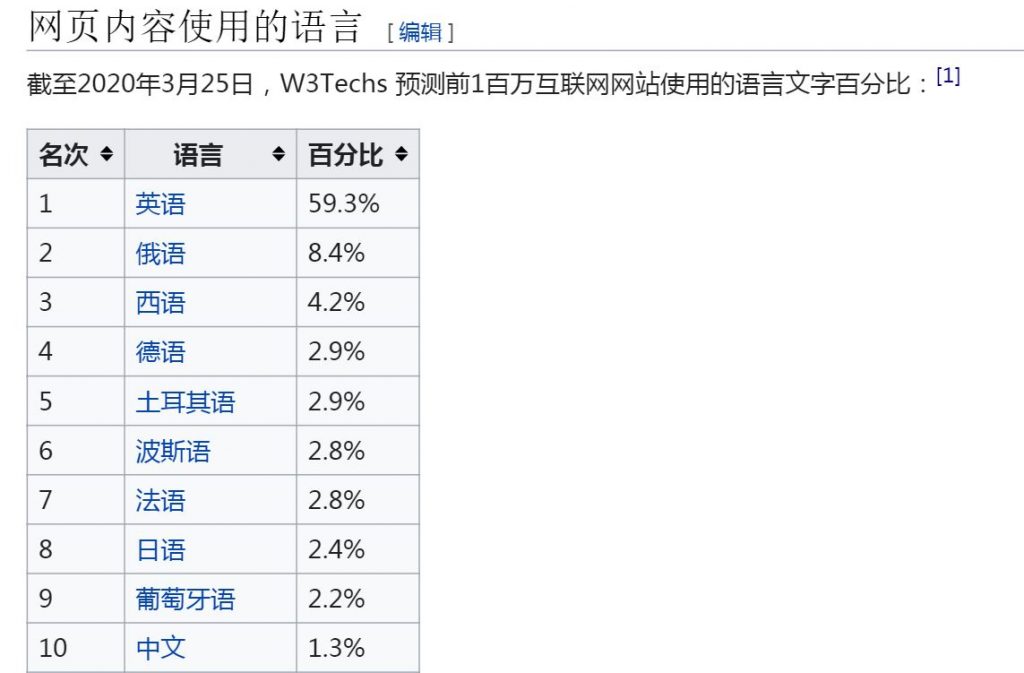 网页内容使用的语言 [编辑]
截至2020年3月25日，W3Techs 预测前1百万互联网网站使用的语言文字百分比：[1]
名次 语言 百分比
1 英语 59.3%
2 俄语 8.4%
3 西语 4.2%
4 德语 2.9%
5 土耳其语 2.9%
6 波斯语 2.8%
7 法语 2.8%
8 日语 2.4%
9 葡萄牙语 2.2%
10 中文 1.3%